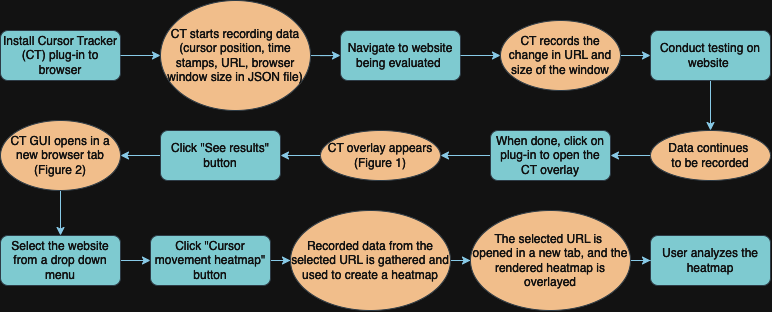 Install Cursor Tracker
(CT) plug-in to
browser
CT starts recording data
(cursor position, time
stamps, URL, browser
window size in JSON file)
Navigate to website
being evaluated
CT records the
change in URL and
size of the window
Conduct testing on
website
Data continues
to be recorded
When done, click on
plug-in to open the
CT overlay
CT overlay appears
(Figure 1)
Click "See results"
button
CT GUI opens in a
new browser tab
(Figure 2)
Select the website
from a drop down
menu
Click "Cursor
movement heatmap"
button
Recorded data from the
selected URL is gathered and
used to create a heatmap
The selected URL is
opened in a new tab, and the
rendered heatmap is
overlayed
User analyzes the
heatmap